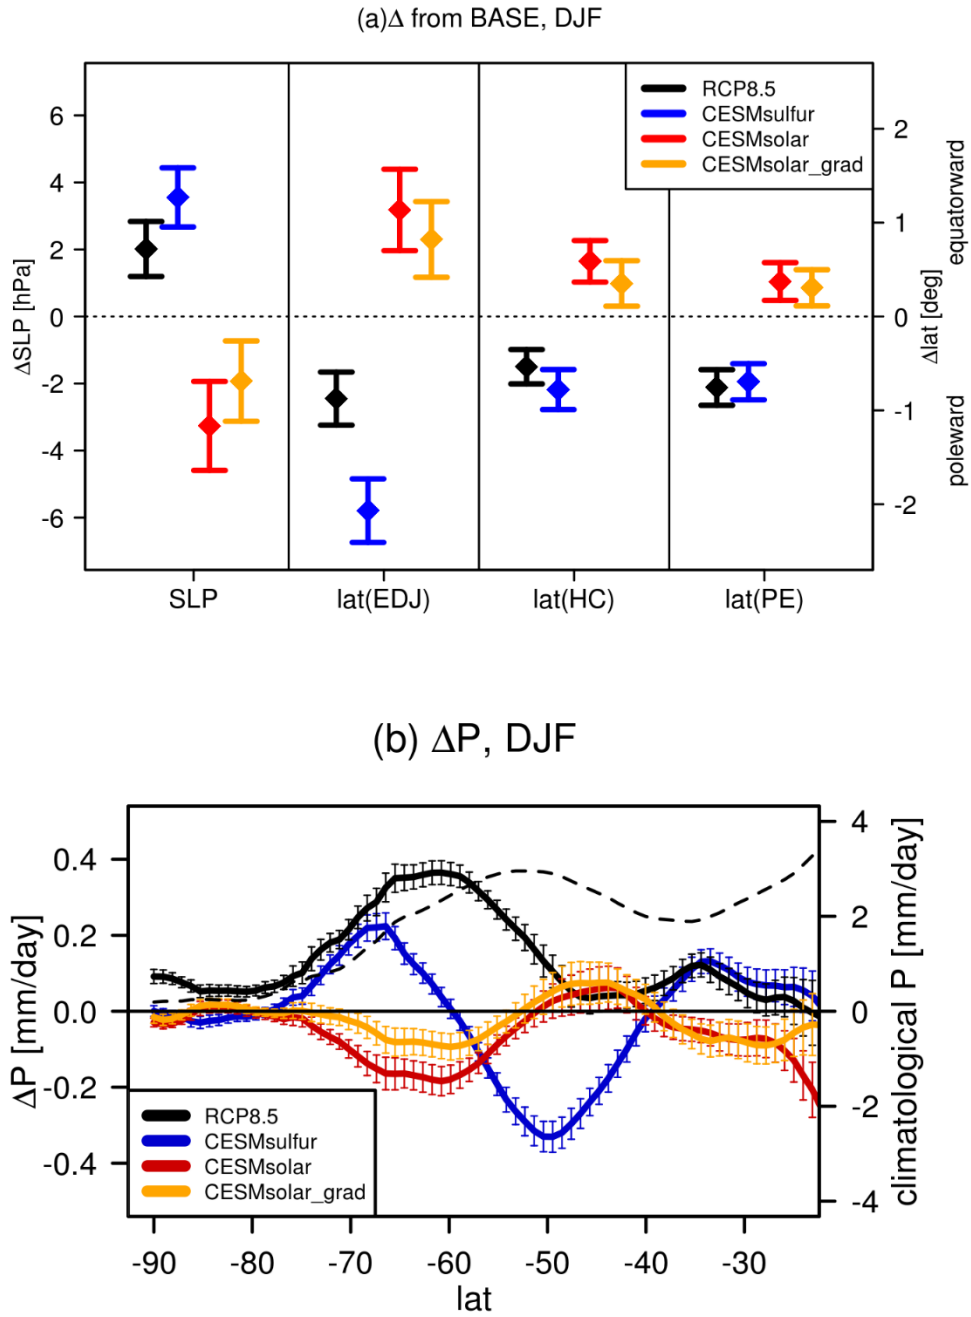 (a)Δ from BASE, DJF
RCP8.5
CESMsulfur
CESMsolar
CESMsolar_grad
6
4
2
0
-2
-4
-6
ΔSLP [hPa]
2
1
0
-1
-2
Δlat [deg]
equatorward
poleward
SLP
lat(EDJ)
lat(HC)
lat(PE)
(b) ΔP, DJF
0.4
0.2
0.0
-0.2
-0.4
ΔP [mm/day]
4
2
0
-2
-4
climatological P [mm/day]
RCP8.5
CESMsulfur
CESMsolar
CESMsolar_grad
-90
-80
-70
-60
-50
-40
-30
lat